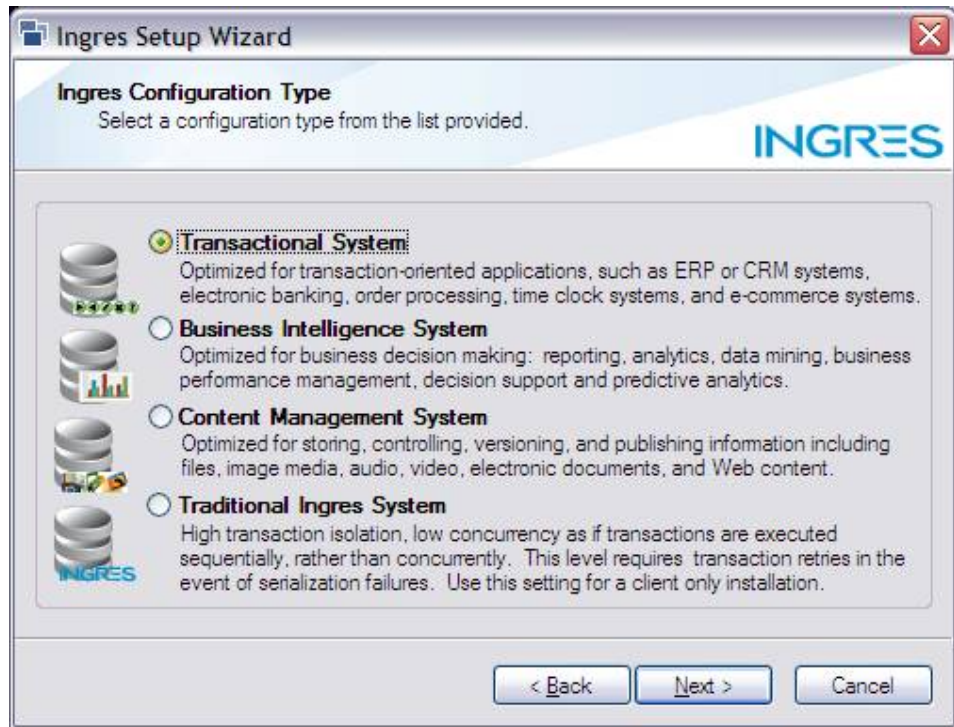 Ingres Setup Wizard
Ingres Configuration Type
Select a configuration type from the list provided.
INGRES
Transactional System
Optimized for transaction-oriented applications, such as ERP or CRM systems,
electronic banking, order processing, time clock systems, and e-commerce systems.
Business Intelligence System
Optimized for business decision making: reporting, analytics, data mining, business
performance management, decision support and predictive analytics.
Content Management System
Optimized for storing, controlling, versioning, and publishing information including
files, image media, audio, video, electronic documents, and Web content.
Traditional Ingres System
High transaction isolation, low concurrency as if transactions are executed
sequentially, rather than concurrently. This level requires transaction retries in the
event of serialization failures. Use this setting for a client only installation.
INGRES
< Back
Next >
Cancel